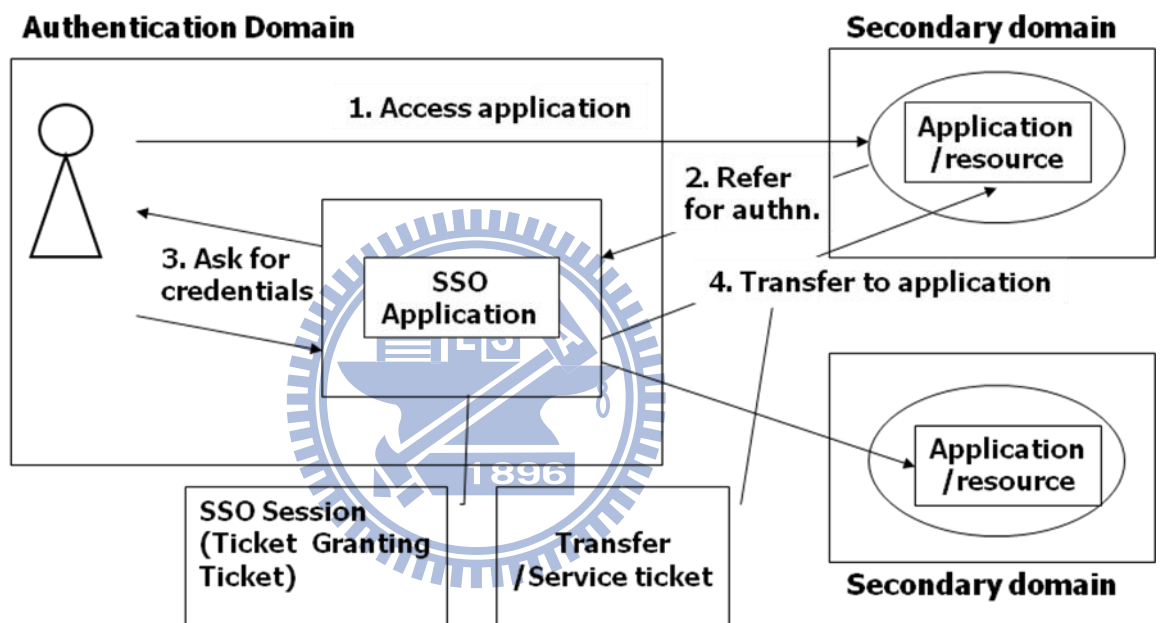 Authentication Domain
Secondary domain
1. Access application
Application
/resource
2. Refer
for authn.
3. Ask for
credentials
SSO
Application
4. Transfer to application
Application
/resource
1896
SSO Session
(Ticket Granting
Ticket)
Transfer
/Service ticket
Secondary domain